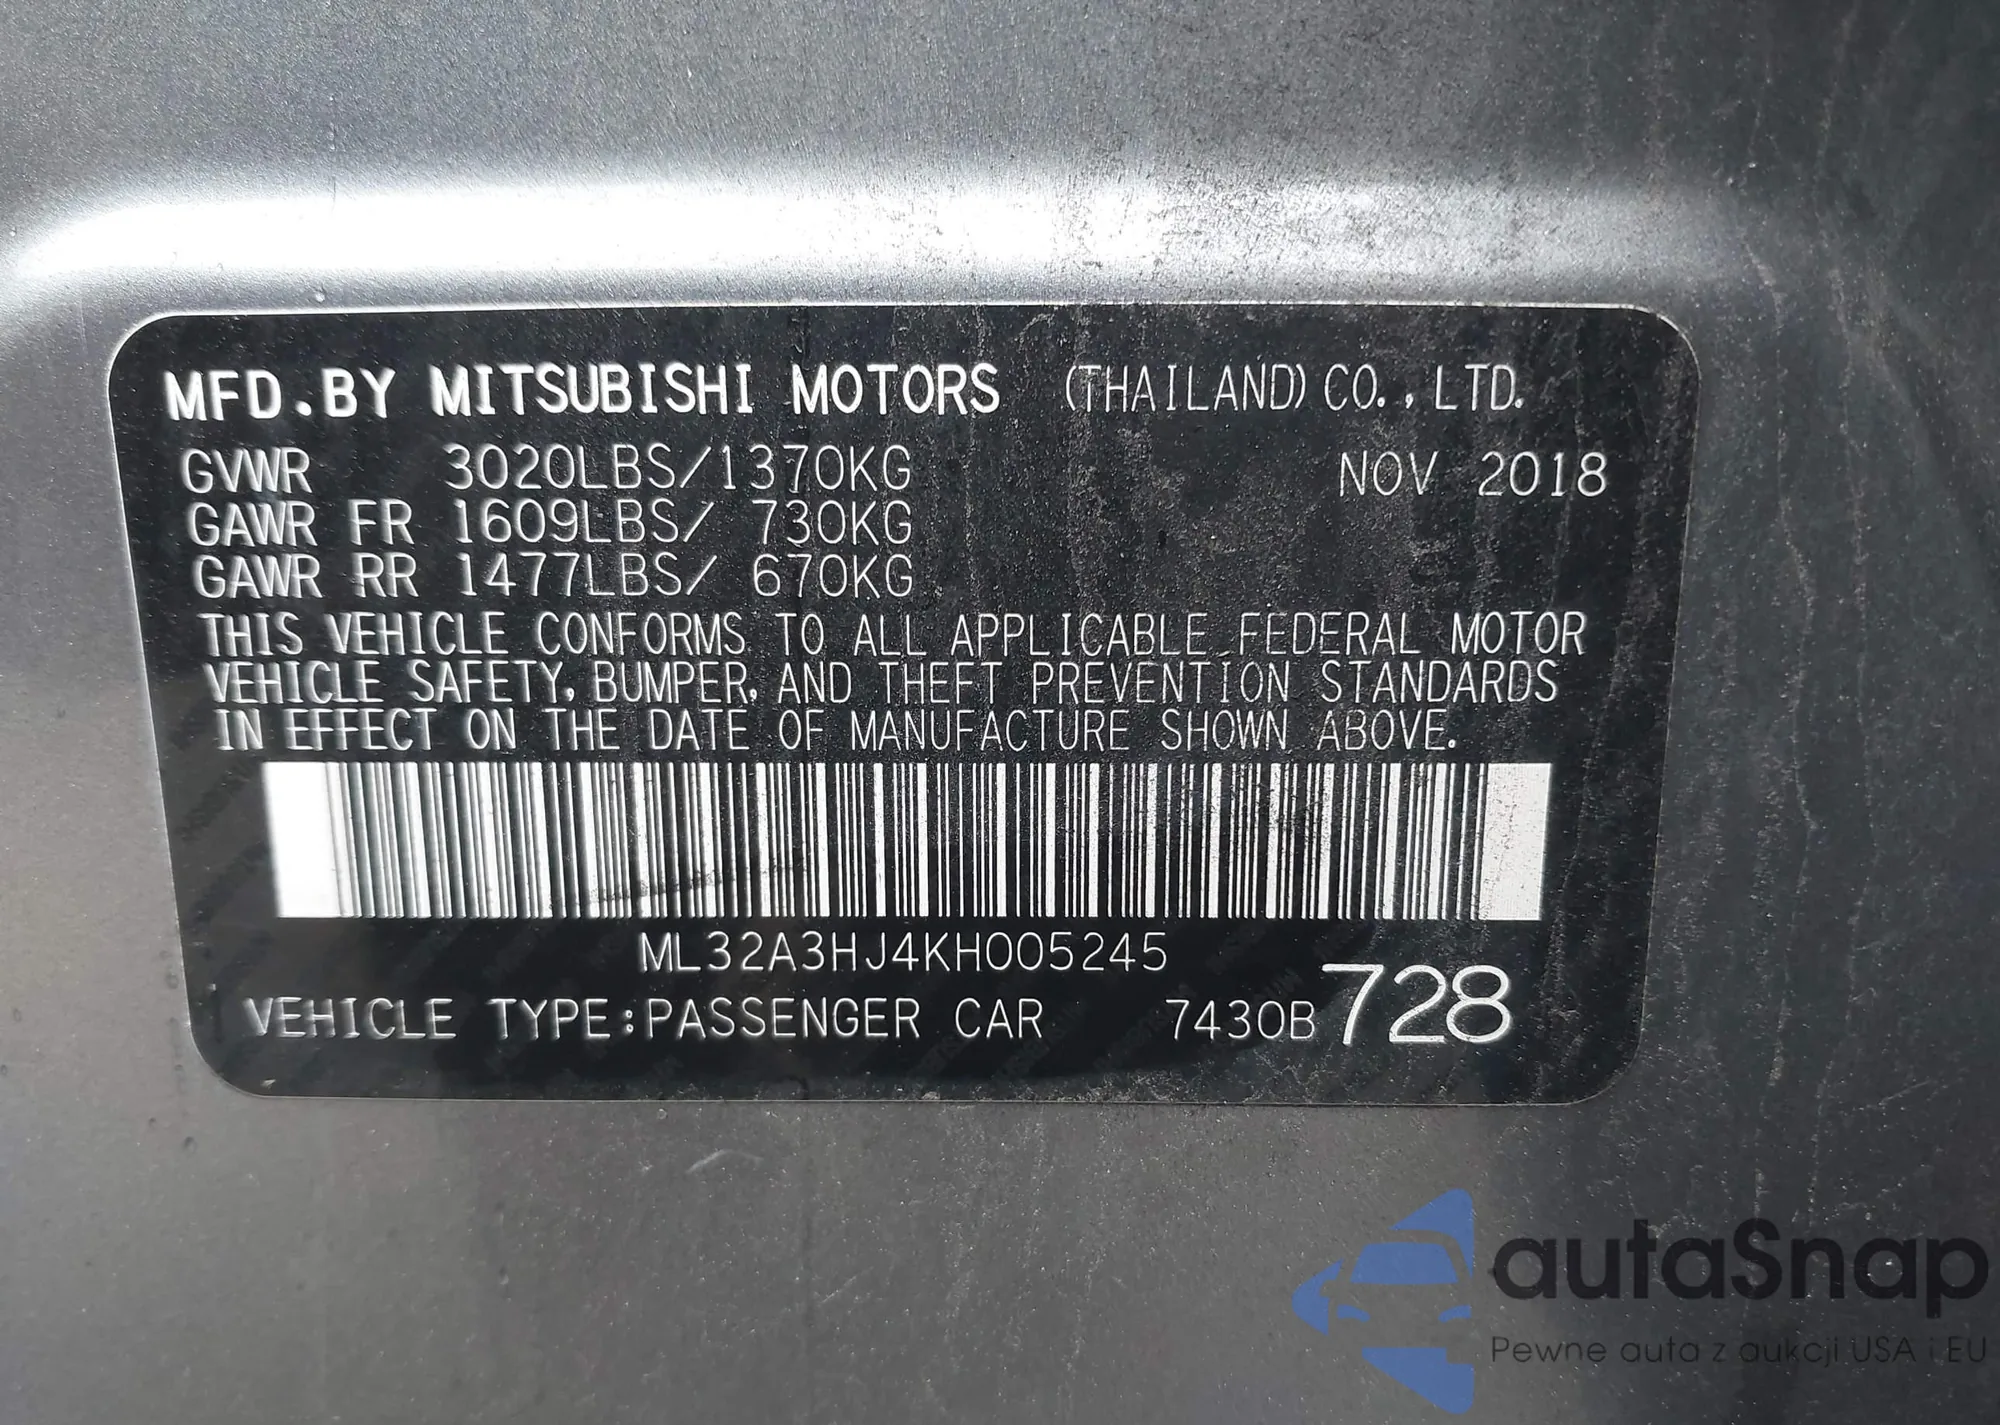 MFD.BY MITSUBISHI MOTORS (THAILAND) CO., LTD.
GVWR 3020LBS/1370KG NOV 2018
GAWR FR 1609LBS/ 730KG
GAWR RR 1477LBS/ 670KG
THIS VEHICLE CONFORMS TO ALL APPLICABLE FEDERAL MOTOR
VEHICLE SAFETY, BUMPER, AND THEFT PREVENTION STANDARDS
IN EFFECT ON THE DATE OF MANUFACTURE SHOWN ABOVE.
ML32A3HJ4KH005245
VEHICLE TYPE:PASSENGER CAR 7430B728
autaSnap
Pewne auta z aukcji USA i EU